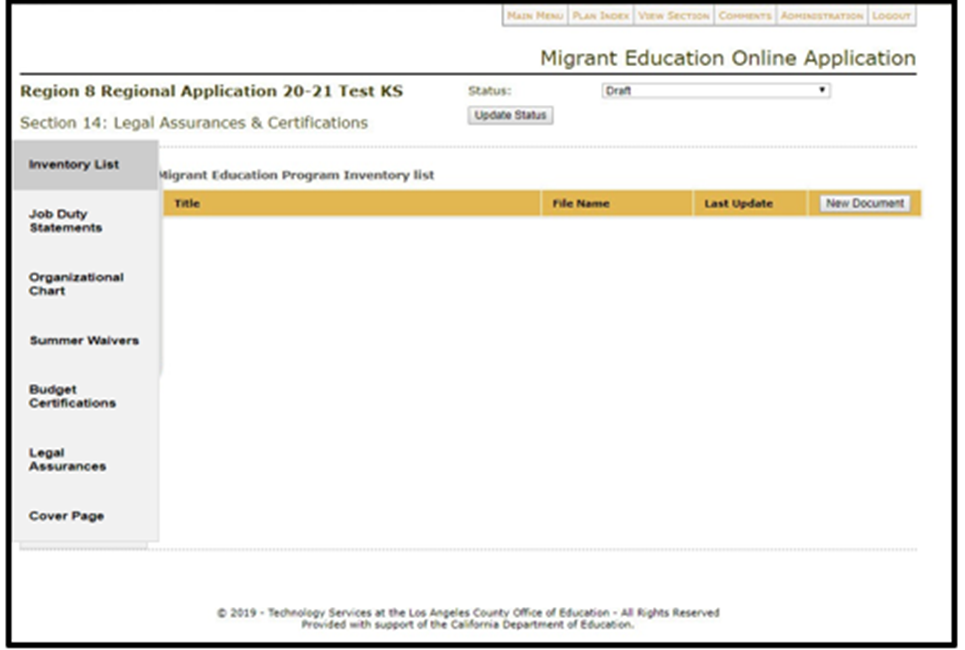 MAIN MENU PLAN INDEX VIEW SECTION COMMENTS ADMINISTRATION LOGOUT
Migrant Education Online Application
Region 8 Regional Application 20-21 Test KS
Status: Draft
Section 14: Legal Assurances & Certifications
Update Status
Inventory List
Migrant Education Program Inventory list
Title File Name Last Update New Document
Job Duty
Statements
Organizational
Chart
Summer Waivers
Budget
Certifications
Legal
Assurances
Cover Page
© 2019 - Technology Services at the Los Angeles County Office of Education - All Rights Reserved
Provided with support of the California Department of Education.